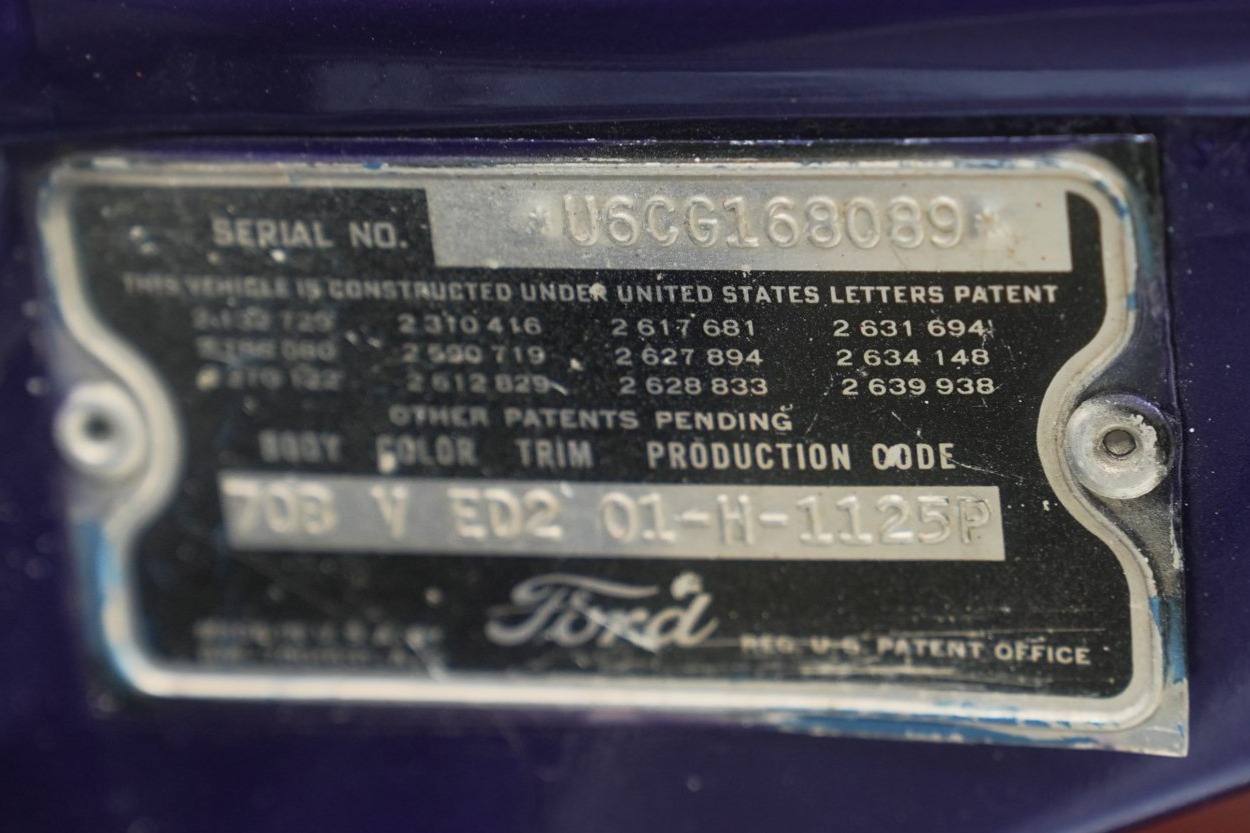 SERIAL NO. *U6CG168089*
THIS VEHICLE IS CONSTRUCTED UNDER UNITED STATES LETTERS PATENT
2 310 416 2 617 681 2 631 694
2 590 719 2 627 894 2 634 148
2 612 829 2 628 833 2 639 938
OTHER PATENTS PENDING
BODY COLOR TRIM PRODUCTION CODE
70B V ED2 01-H-1125P
Ford
REG. U.S. PATENT OFFICE